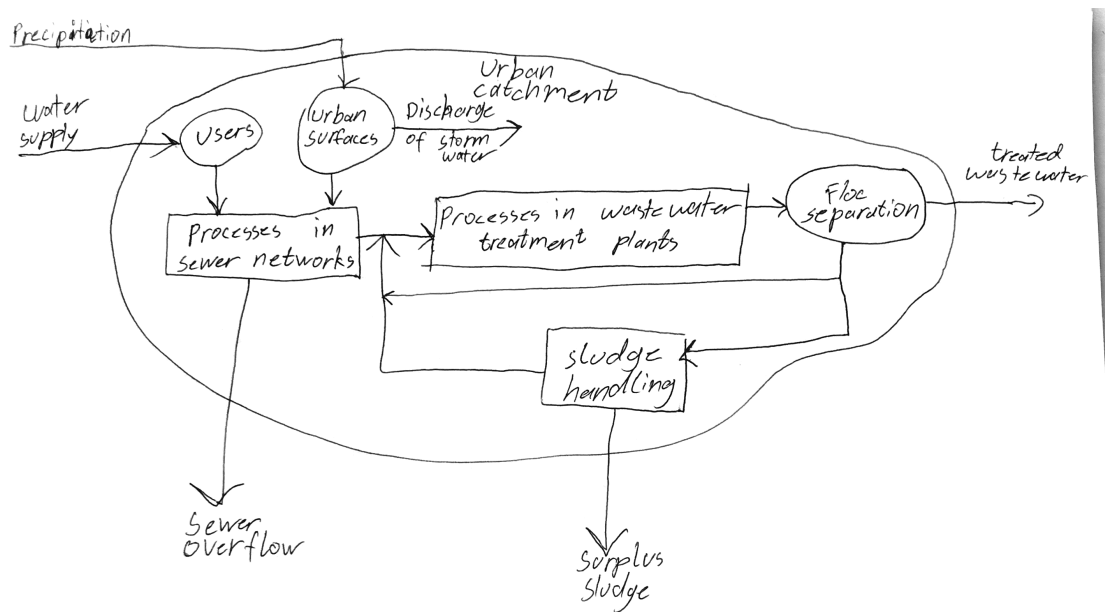 Precipitation
Urban
catchment
water
supply
users
urban
surfaces
Discharge
of storm
water
treated
wastewater
Floc
separation
Processes in
sewer networks
Processes in wastewater
treatment plants
sludge
handling
Sewer
overflow
Surplus
sludge